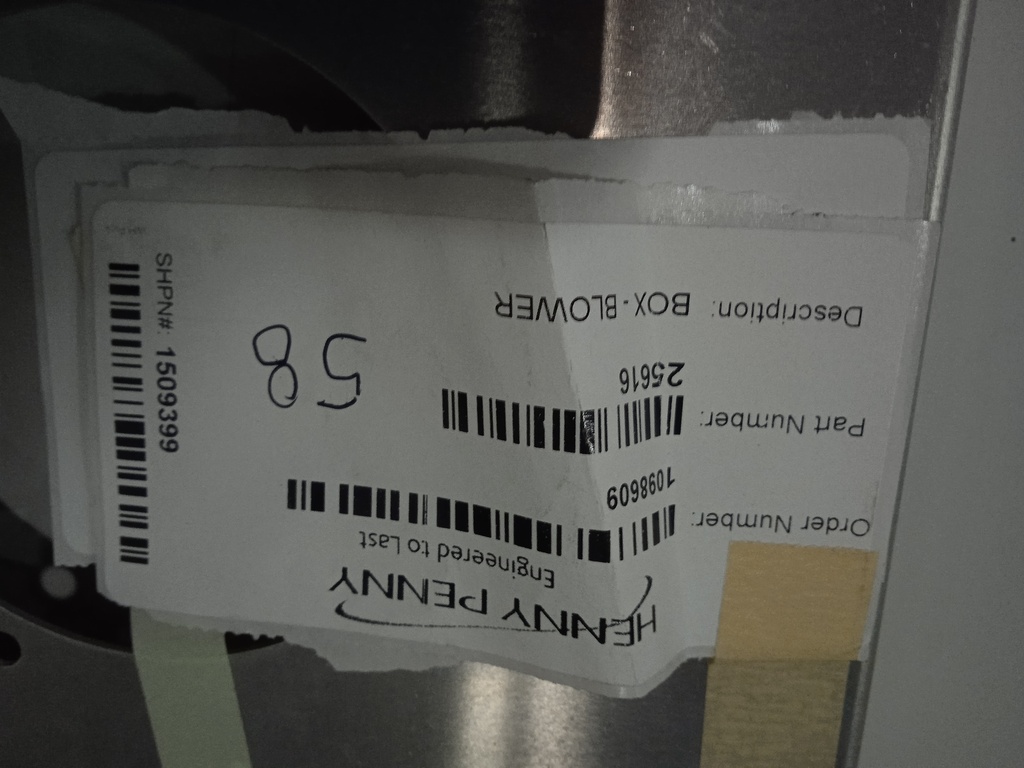 HENNY PENNY
Engineered to Last
Order Number:
1098609
Part Number:
25616
Description: BOX - BLOWER
58
SHPN#: 1509399